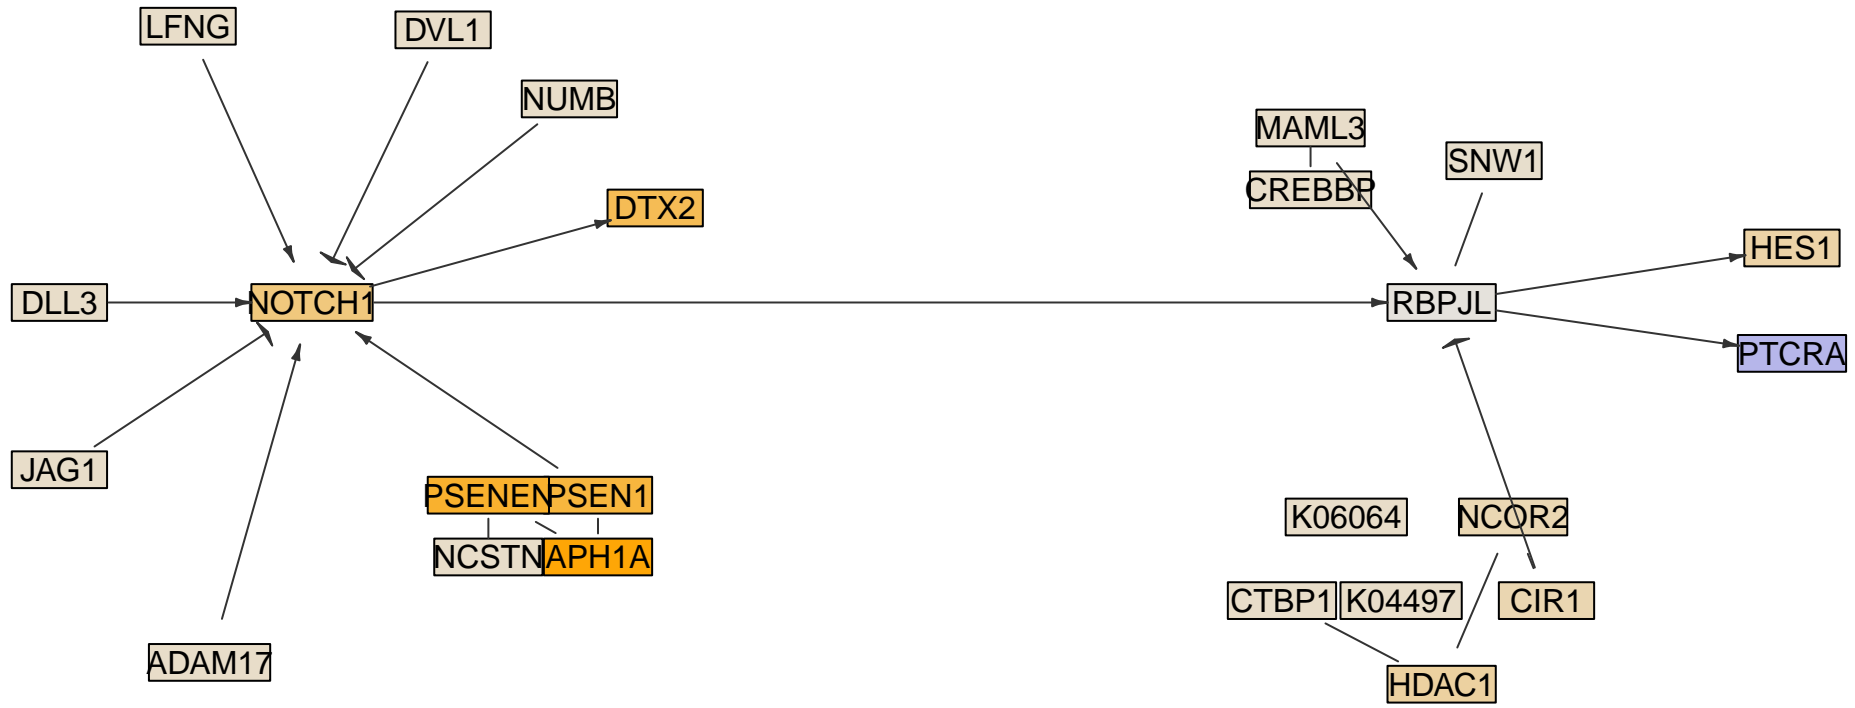 LFNG
DVL1
NUMB
MAML3
SNW1
CREBBP
DTX2
HES1
DLL3
NOTCH1
RBPJL
PTCRA
JAG1
PSENEN
PSEN1
K06064
NCOR2
NCSTN
APH1A
CTBP1
K04497
CIR1
ADAM17
HDAC1